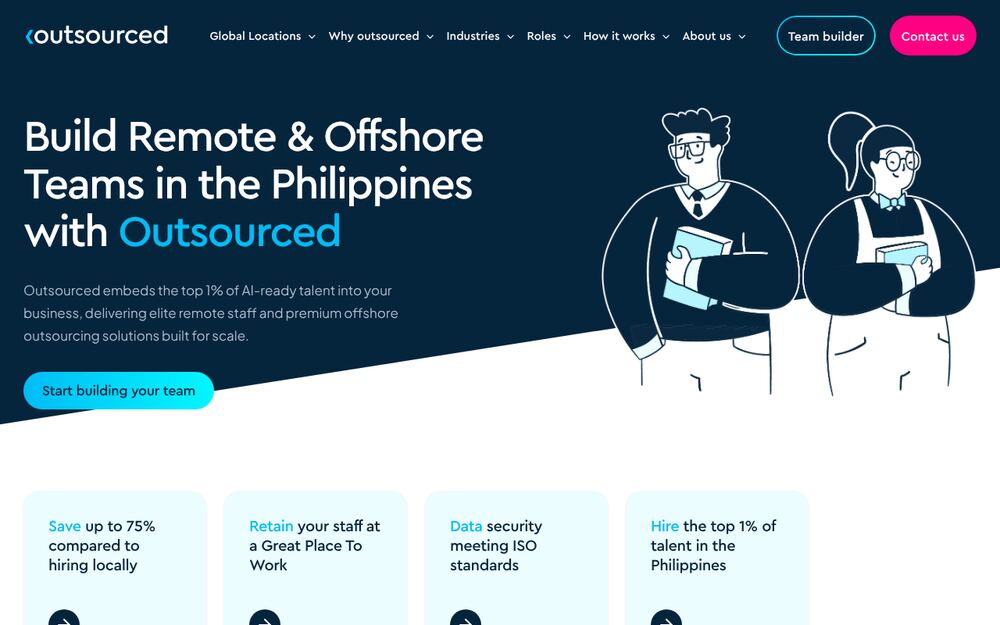 outsourced
Global Locations
Why outsourced
Industries
Roles
How it works
About us
Team builder
Contact us
Build Remote & Offshore
Teams in the Philippines
with Outsourced
Outsourced embeds the top 1% of AI-ready talent into your
business, delivering elite remote staff and premium offshore
outsourcing solutions built for scale.
Start building your team
Save up to 75%
compared to
hiring locally
Retain your staff at
a Great Place To
Work
Data security
meeting ISO
standards
Hire the top 1% of
talent in the
Philippines